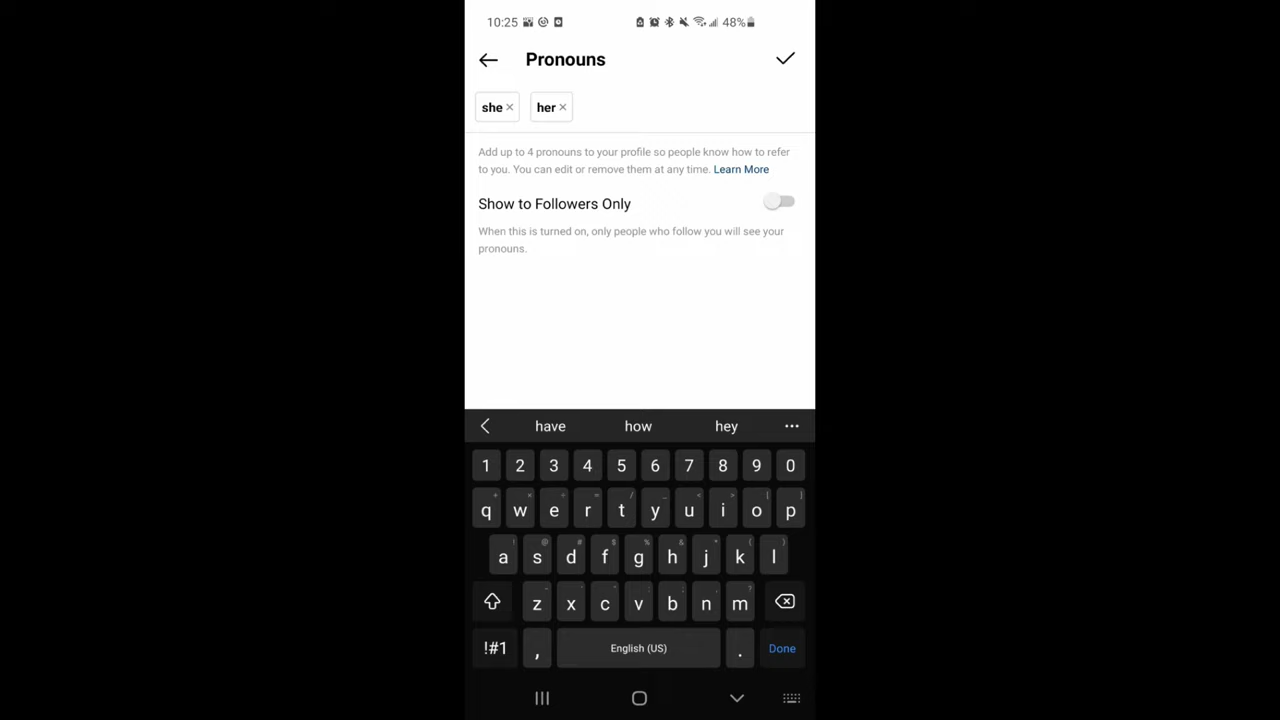 10:25 48%
Pronouns
she her
Add up to 4 pronouns to your profile so people know how to refer
to you. You can edit or remove them at any time. Learn More
Show to Followers Only
When this is turned on, only people who follow you will see your
pronouns.
have how hey
1 2 3 4 5 6 7 8 9 0
q w e r t y u i o p
a s d f g h j k l
z x c v b n m
!#1 , English (US) . Done